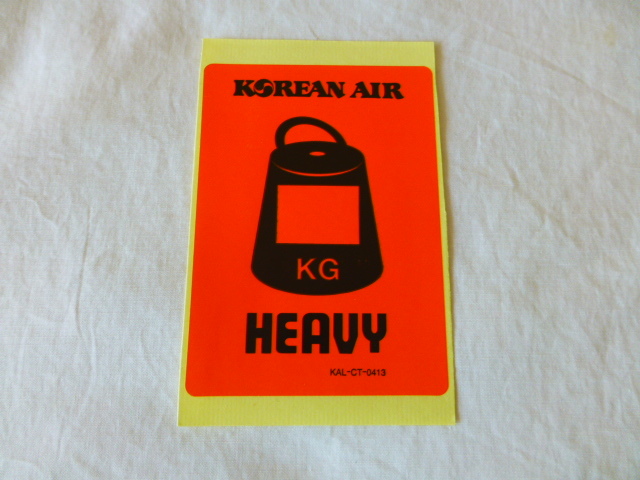 KOREAN AIR
KG
HEAVY
KAL-CT-0413